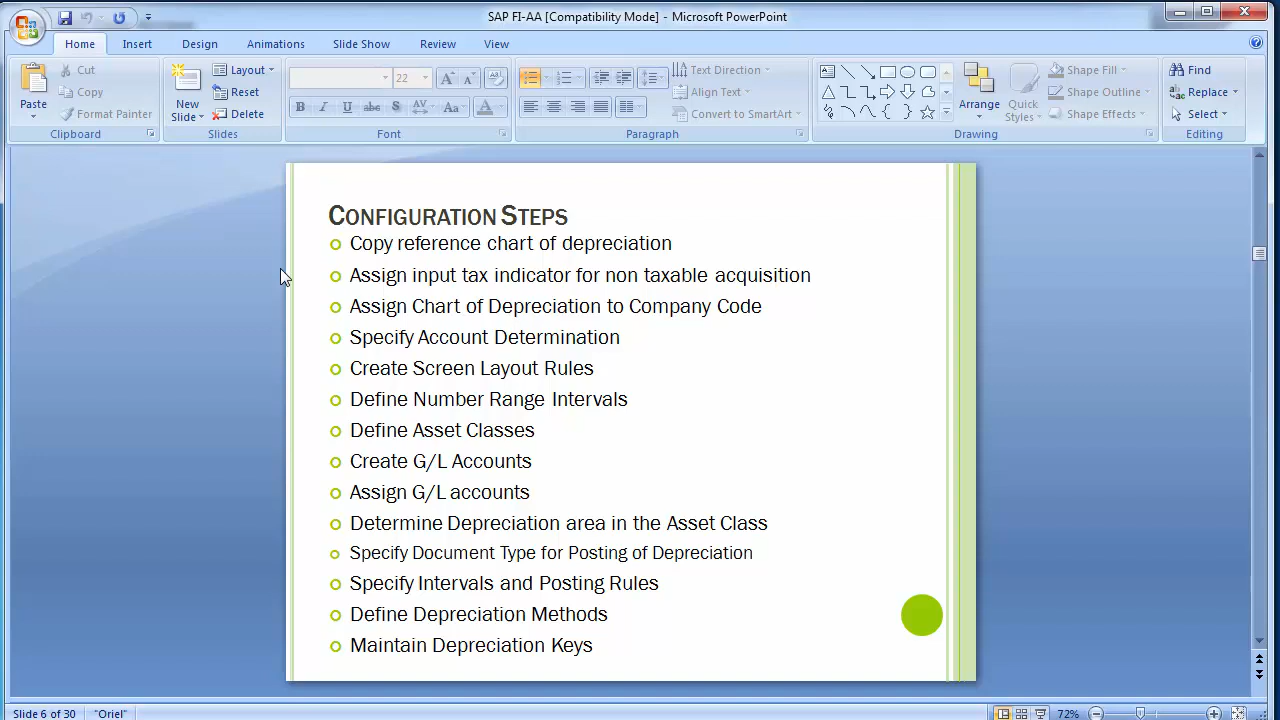 SAP FI-AA [Compatibility Mode] - Microsoft PowerPoint
Home Insert Design Animations Slide Show Review View
Paste
Cut
Copy
Format Painter
Clipboard
New Slide
Layout
Reset
Delete
Slides
22
B I U abc S AV Aa A
Font
Text Direction
Align Text
Convert to SmartArt
Paragraph
Arrange
Quick Styles
Shape Fill
Shape Outline
Shape Effects
Drawing
Find
Replace
Select
Editing
CONFIGURATION STEPS
Copy reference chart of depreciation
Assign input tax indicator for non taxable acquisition
Assign Chart of Depreciation to Company Code
Specify Account Determination
Create Screen Layout Rules
Define Number Range Intervals
Define Asset Classes
Create G/L Accounts
Assign G/L accounts
Determine Depreciation area in the Asset Class
Specify Document Type for Posting of Depreciation
Specify Intervals and Posting Rules
Define Depreciation Methods
Maintain Depreciation Keys
Slide 6 of 30 "Oriel" 72%